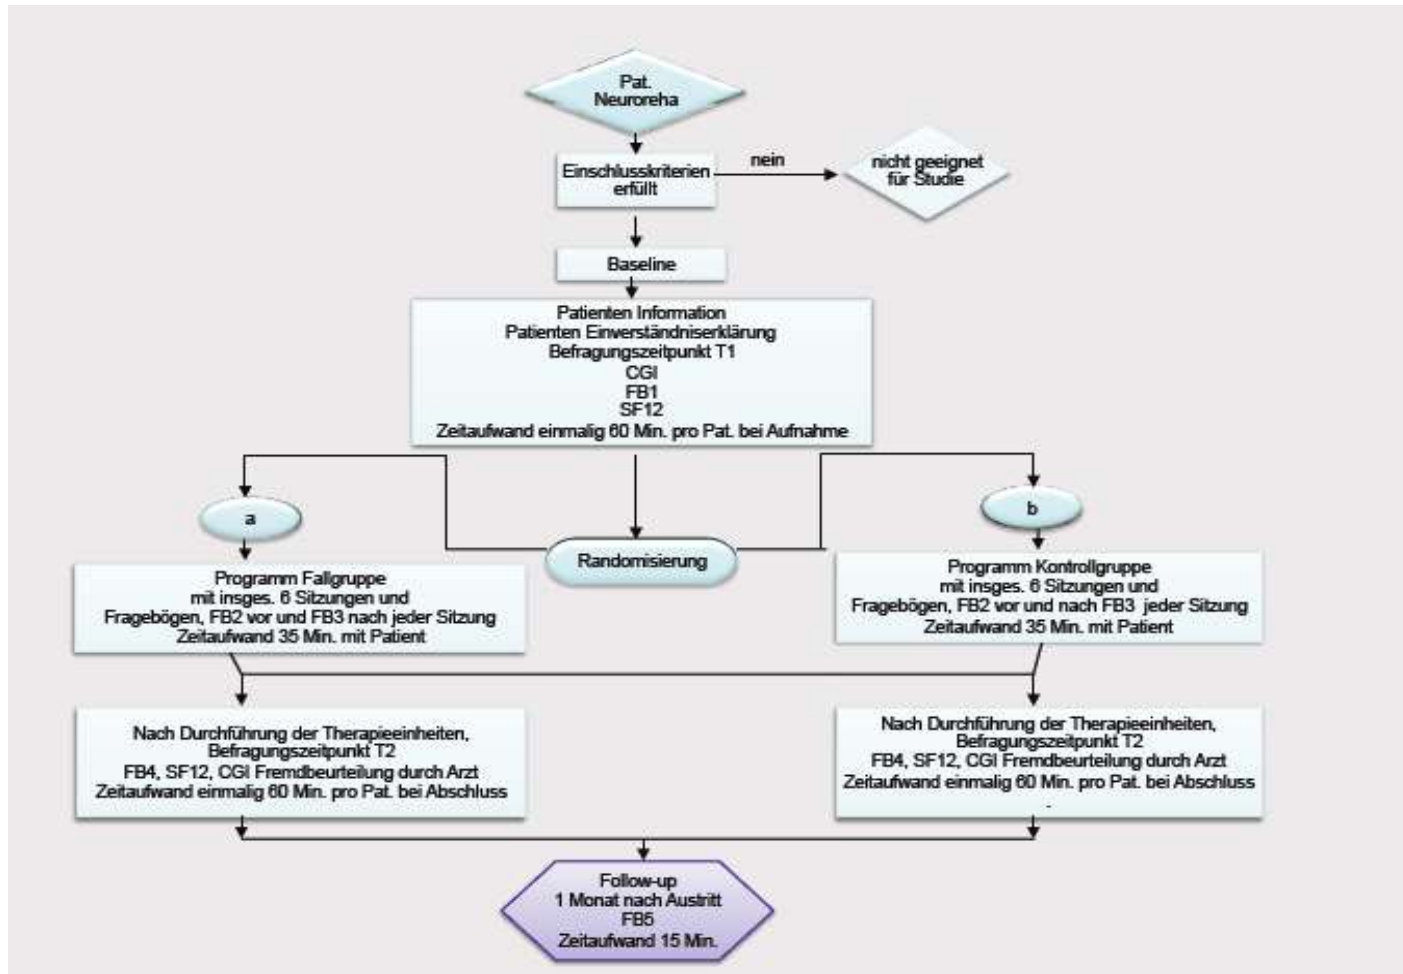 Pat.
Neuroreha
Einschlusskriterien
erfüllt
nein
nicht geeignet
für Studie
Baseline
Patienten Information
Patienten Einverständniserklärung
Befragungszeitpunkt T1
CGI
FB1
SF12
Zeitaufwand einmalig 60 Min. pro Pat. bei Aufnahme
a
b
Randomisierung
Programm Fallgruppe
mit insges. 6 Sitzungen und
Fragebögen, FB2 vor und FB3 nach jeder Sitzung
Zeitaufwand 35 Min. mit Patient
Programm Kontrollgruppe
mit insges. 6 Sitzungen und
Fragebögen, FB2 vor und nach FB3 jeder Sitzung
Zeitaufwand 35 Min. mit Patient
Nach Durchführung der Therapieeinheiten,
Befragungszeitpunkt T2
FB4, SF12, CGI Fremdbeurteilung durch Arzt
Zeitaufwand einmalig 60 Min. pro Pat. bei Abschluss
Nach Durchführung der Therapieeinheiten,
Befragungszeitpunkt T2
FB4, SF12, CGI Fremdbeurteilung durch Arzt
Zeitaufwand einmalig 60 Min. pro Pat. bei Abschluss
.
Follow-up
1 Monat nach Austritt
FB5
Zeitaufwand 15 Min.